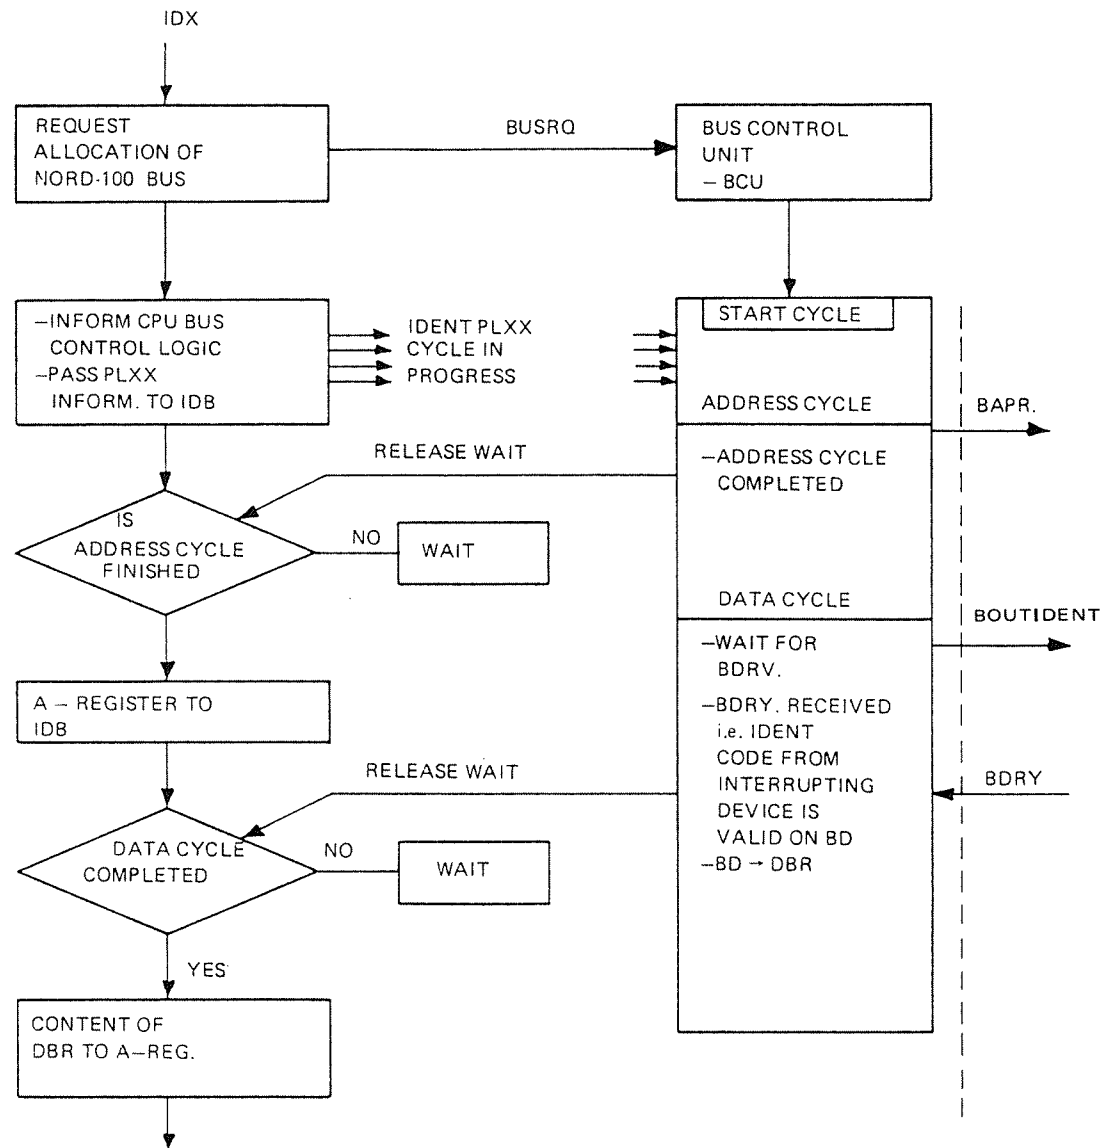 IDX
REQUEST
ALLOCATION OF
NORD-100 BUS
BUSRQ
BUS CONTROL
UNIT
– BCU
–INFORM CPU BUS
CONTROL LOGIC
–PASS PLXX
INFORM. TO IDB
IDENT PLXX
CYCLE IN
PROGRESS
START CYCLE
ADDRESS CYCLE
BAPR.
RELEASE WAIT
–ADDRESS CYCLE
COMPLETED
IS
ADDRESS CYCLE
FINISHED
NO
WAIT
DATA CYCLE
BOUTIDENT
–WAIT FOR
BDRV.
–BDRY. RECEIVED
i.e. IDENT
CODE FROM
INTERRUPTING
DEVICE IS
VALID ON BD
–BD → DBR
A – REGISTER TO
IDB
RELEASE WAIT
BDRY
DATA CYCLE
COMPLETED
NO
WAIT
YES
CONTENT OF
DBR TO A–REG.